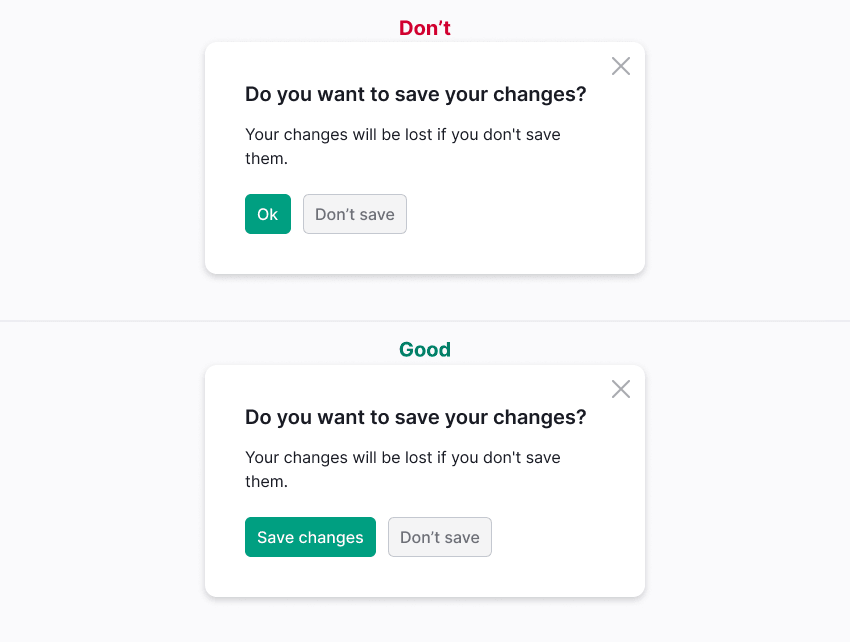 Don’t
Do you want to save your changes?
Your changes will be lost if you don't save
them.
Ok
Don’t save
Good
Do you want to save your changes?
Your changes will be lost if you don't save
them.
Save changes
Don’t save